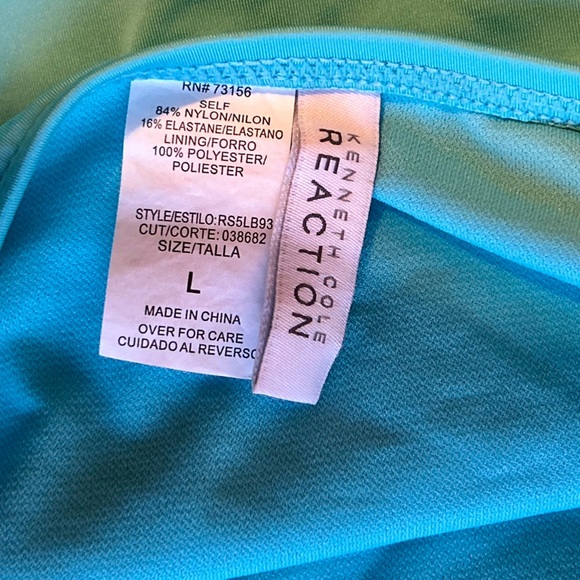 RN# 73156
SELF
84% NYLON/NILON
16% ELASTANE/ELASTANO
LINING/FORRO
100% POLYESTER/
POLIESTER
STYLE/ESTILO: RS5LB93
CUT/CORTE: 038682
SIZE/TALLA
L
MADE IN CHINA
OVER FOR CARE
CUIDADO AL REVERSO
KENNETH COLE
REACTION